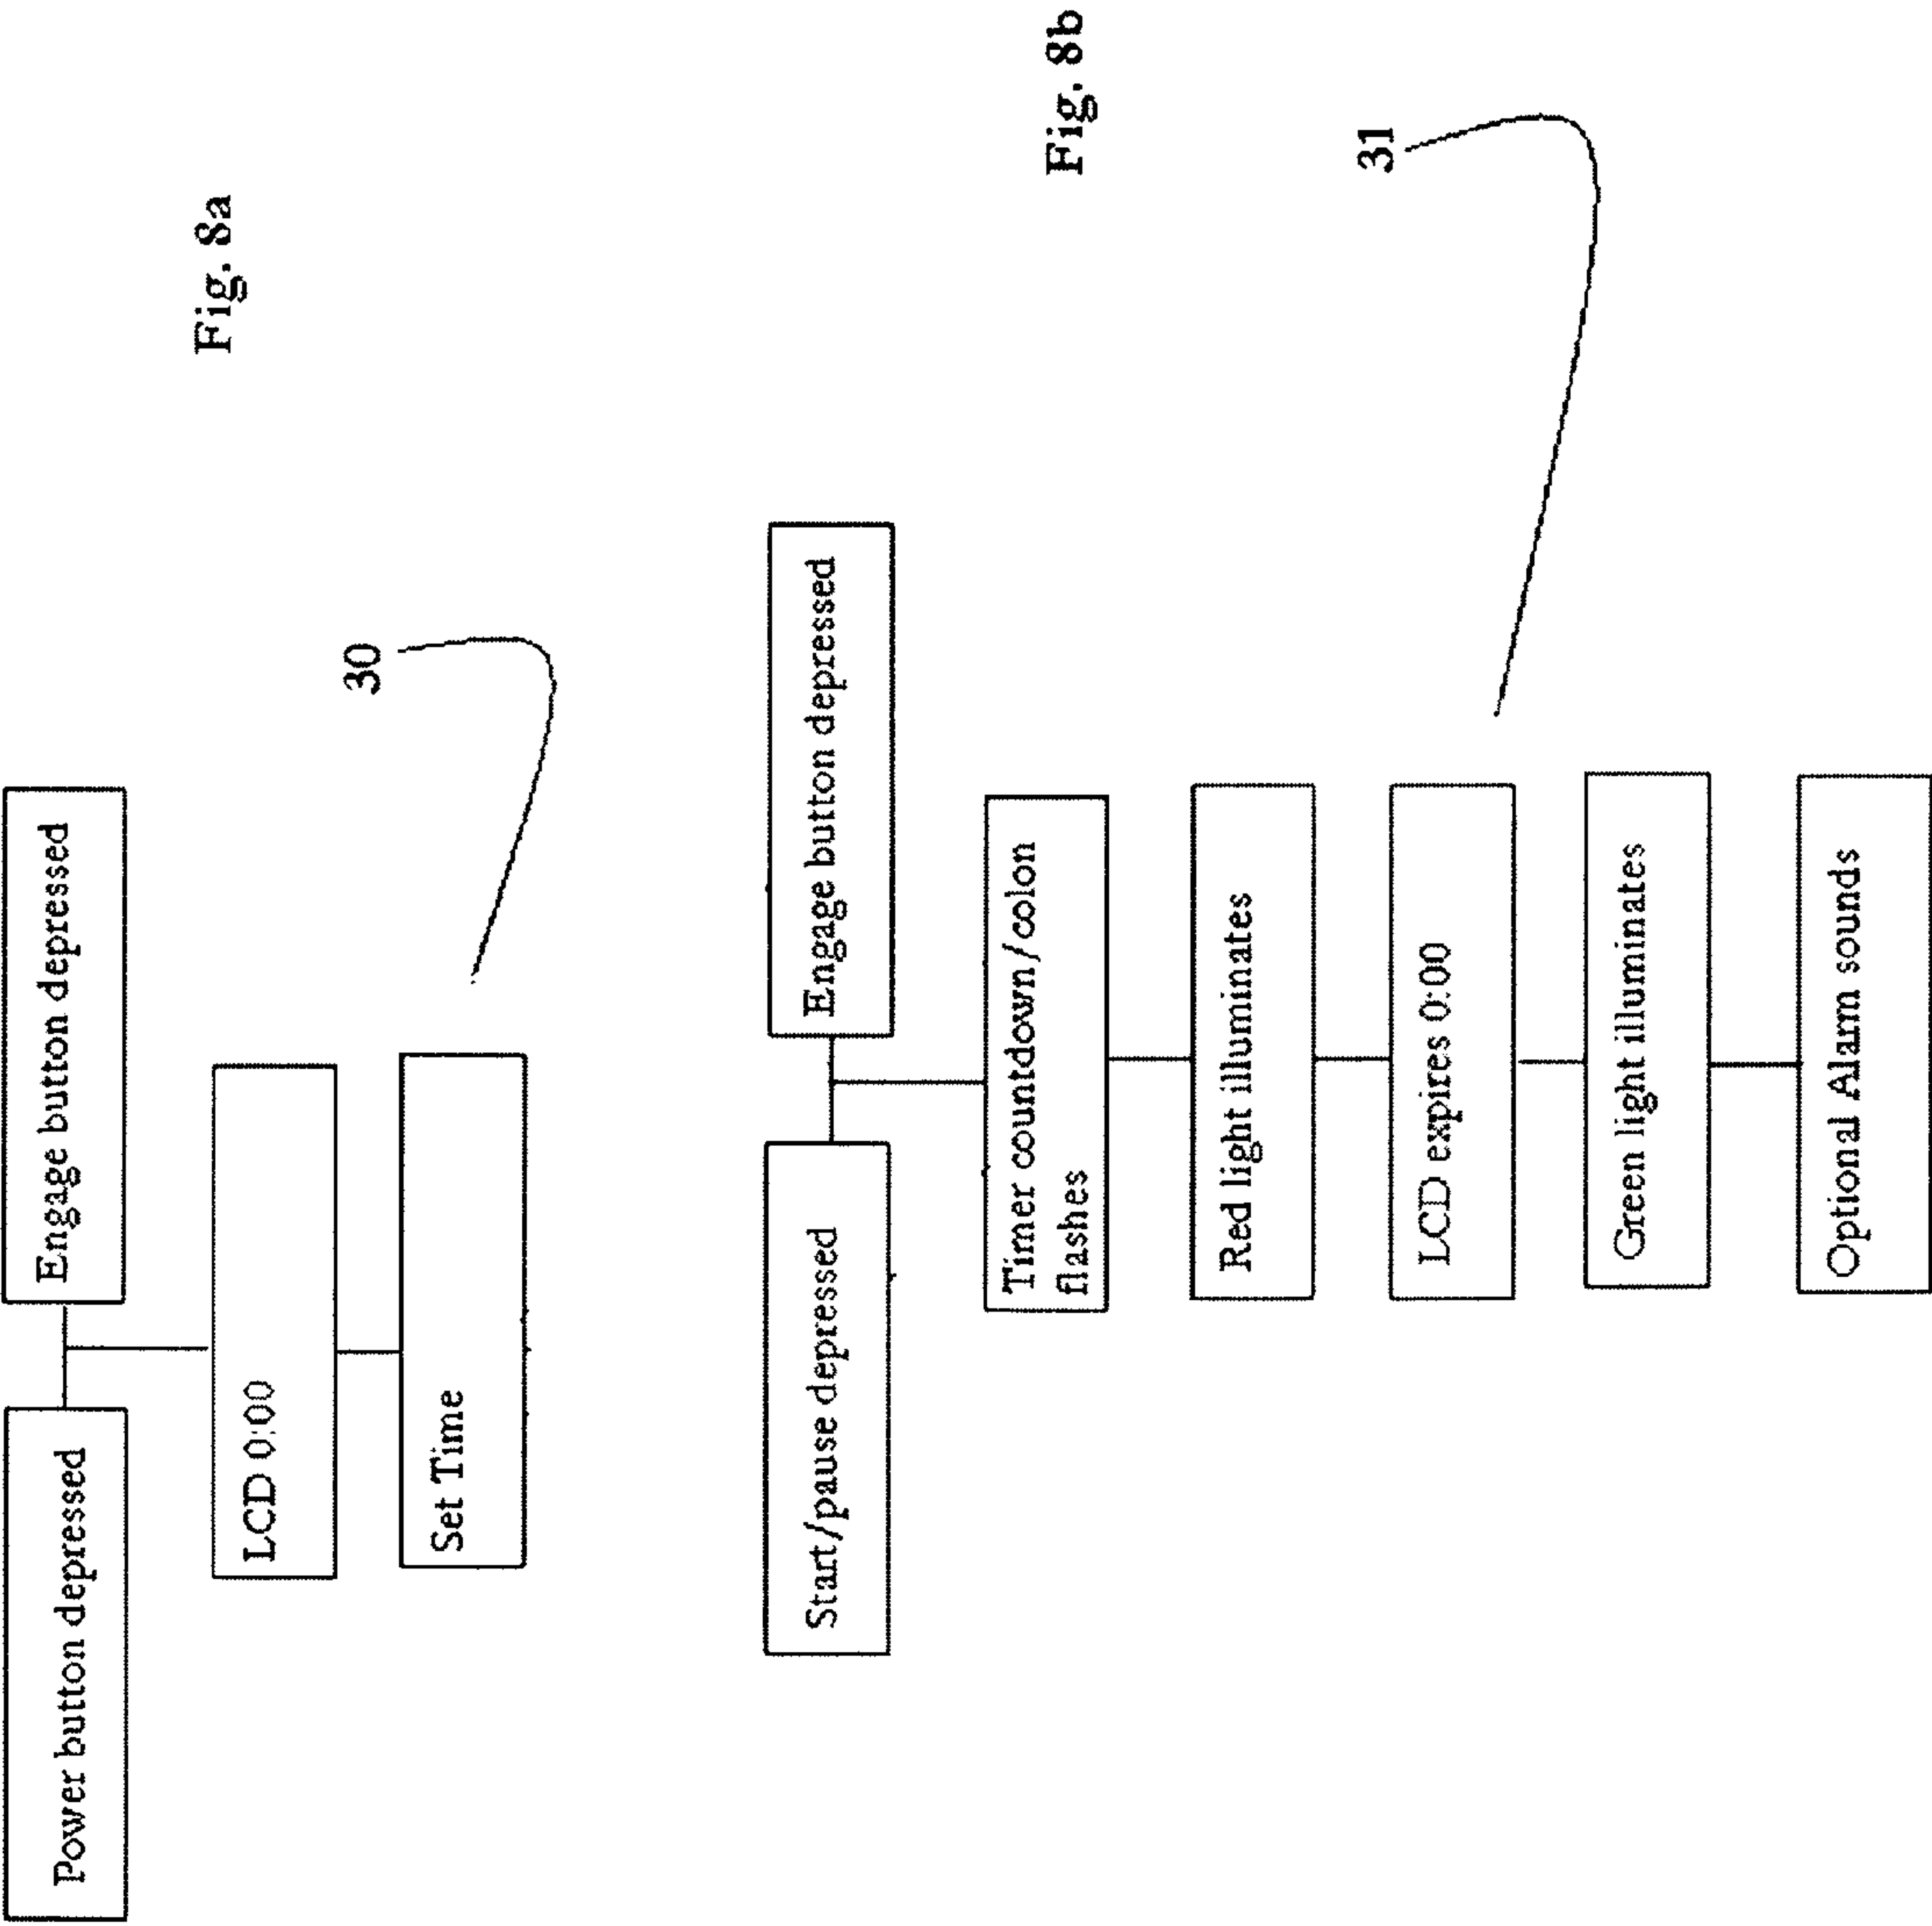 Fig. 8a
Power button depressed
Engage button depressed
LCD 0:00
30
Set Time
Fig. 8b
Start/pause depressed
Engage button depressed
Timer countdown/colon
flashes
Red light illuminates
31
LCD expires 0:00
Green light illuminates
Optional Alarm sounds